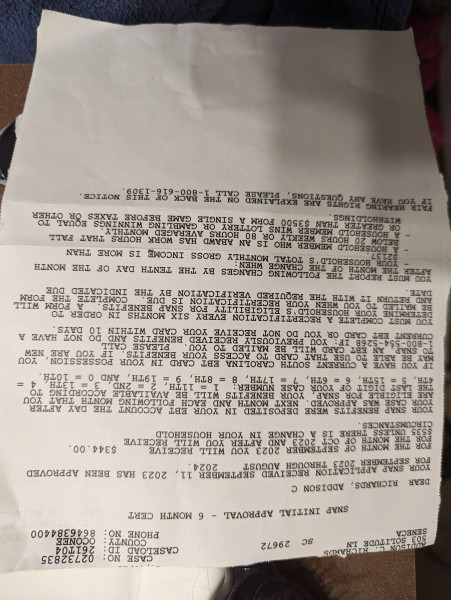 CASE NO: 02732835
CASELOAD ID: 261T04
COUNTY: OCONEE
PHONE NO: 8646384400
ADDISON C. RICHARDS
503 SOLITUDE LN
SENECA SC 29672
SNAP INITIAL APPROVAL - 6 MONTH CERT
DEAR RICHARDS, ADDISON C
YOUR SNAP APPLICATION RECEIVED SEPTEMBER 11, 2023 HAS BEEN APPROVED
FOR SEPTEMBER 2023 THROUGH AUGUST 2024.
FOR THE MONTH OF SEPTEMBER 2023 YOU WILL RECEIVE $344.00.
FOR THE MONTH OF OCT 2023 AND AFTER YOU WILL RECEIVE
$535 UNLESS THERE IS A CHANGE IN YOUR HOUSEHOLD
CIRCUMSTANCES.
YOUR SNAP BENEFITS WERE DEPOSITED IN YOUR EBT ACCOUNT THE DAY AFTER
YOUR CASE WAS APPROVED. NEXT MONTH AND EACH FOLLOWING MONTH THAT YOU
ARE ELIGIBLE FOR SNAP, YOUR BENEFITS WILL BE AVAILABLE ACCORDING TO
THE LAST DIGIT OF YOUR CASE NUMBER. 1 = 11TH, 2 = 2ND, 3 = 13TH, 4 =
4TH, 5 = 15TH, 6 = 6TH, 7 = 17TH, 8 = 8TH, 9 = 19TH, AND 0 = 10TH.
IF YOU HAVE A CURRENT SOUTH CAROLINA EBT CARD IN YOUR POSSESSION, YOU
MAY BE ABLE TO USE THAT CARD TO ACCESS YOUR BENEFITS. IF YOU ARE NEW
TO SNAP, AN EBT CARD WILL BE MAILED TO YOU. PLEASE CALL
1-800-554-5268 IF YOU PREVIOUSLY RECEIVED BENEFITS AND DO NOT HAVE A
CURRENT EBT CARD OR YOU DO NOT RECEIVE YOUR CARD WITHIN 10 DAYS.
YOU MUST COMPLETE A RECERTIFICATION EVERY SIX MONTHS IN ORDER TO
DETERMINE YOUR HOUSEHOLD'S ELIGIBILITY FOR SNAP BENEFITS. A FORM WILL
BE MAILED TO YOU WHEN YOUR RECERTIFICATION IS DUE. COMPLETE THE FORM
AND RETURN IT WITH THE REQUIRED VERIFICATION BY THE INDICATED DUE
DATE.
YOU MUST REPORT THE FOLLOWING CHANGES BY THE TENTH DAY OF THE MONTH
AFTER THE MONTH OF THE CHANGE WHEN:
- YOUR HOUSEHOLD'S TOTAL MONTHLY GROSS INCOME IS MORE THAN
- A HOUSEHOLD MEMBER WHO IS AN ABAWD HAS WORK HOURS THAT FALL
BELOW 20 HOURS WEEKLY OR 80 HOURS AVERAGED MONTHLY.
- A HOUSEHOLD MEMBER WINS LOTTERY OR GAMBLING WINNINGS EQUAL TO
OR GREATER THAN $3500 FORM A SINGLE GAME BEFORE TAXES OR OTHER
WITHHOLDINGS.
FAIR HEARING RIGHTS ARE EXPLAINED ON THE BACK OF THIS NOTICE.
IF YOU HAVE ANY QUESTIONS, PLEASE CALL 1-800-616-1309.